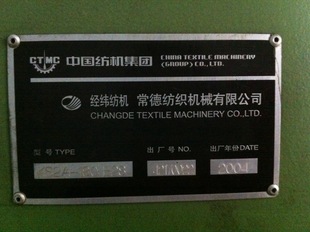 CTMC 中国纺机集团 CHINA TEXTILE MACHINERY (GROUP) CO., LTD.
经纬纺机 常德纺织机械有限公司
CHANGDE TEXTILE MACHINERY CO.,LTD.
型号 TYPE 出厂号 NO. 出厂年份 DATE
2004